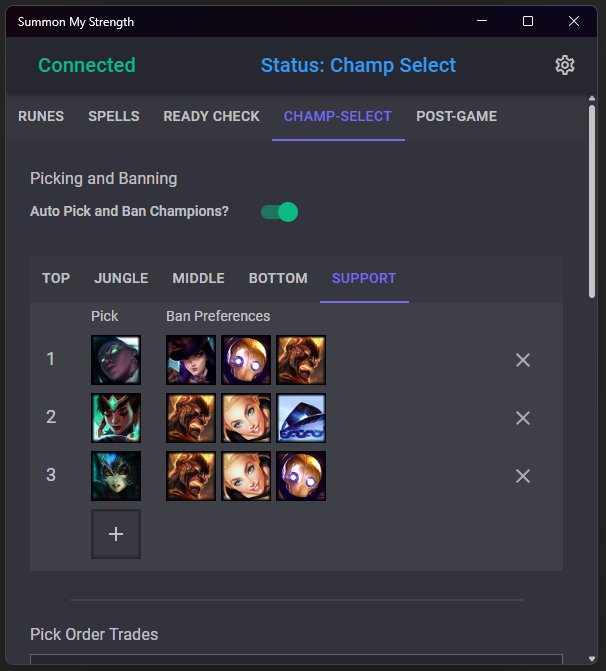 Summon My Strength
Connected Status: Champ Select
RUNES SPELLS READY CHECK CHAMP-SELECT POST-GAME
Picking and Banning
Auto Pick and Ban Champions?
TOP JUNGLE MIDDLE BOTTOM SUPPORT
Pick Ban Preferences
1
2
3
Pick Order Trades